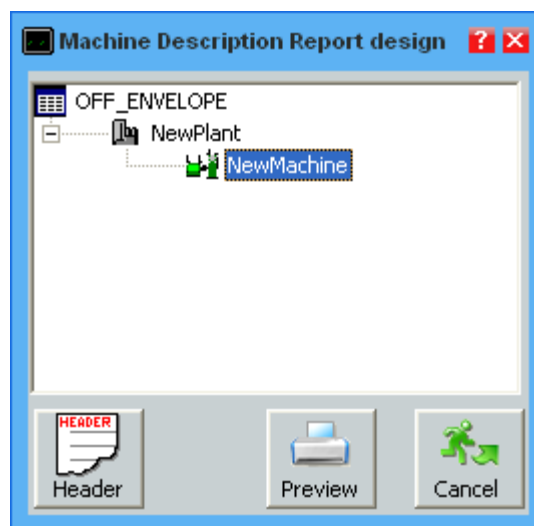 Machine Description Report design ?
OFF_ENVELOPE
NewPlant
NewMachine
HEADER
Header
Preview
Cancel